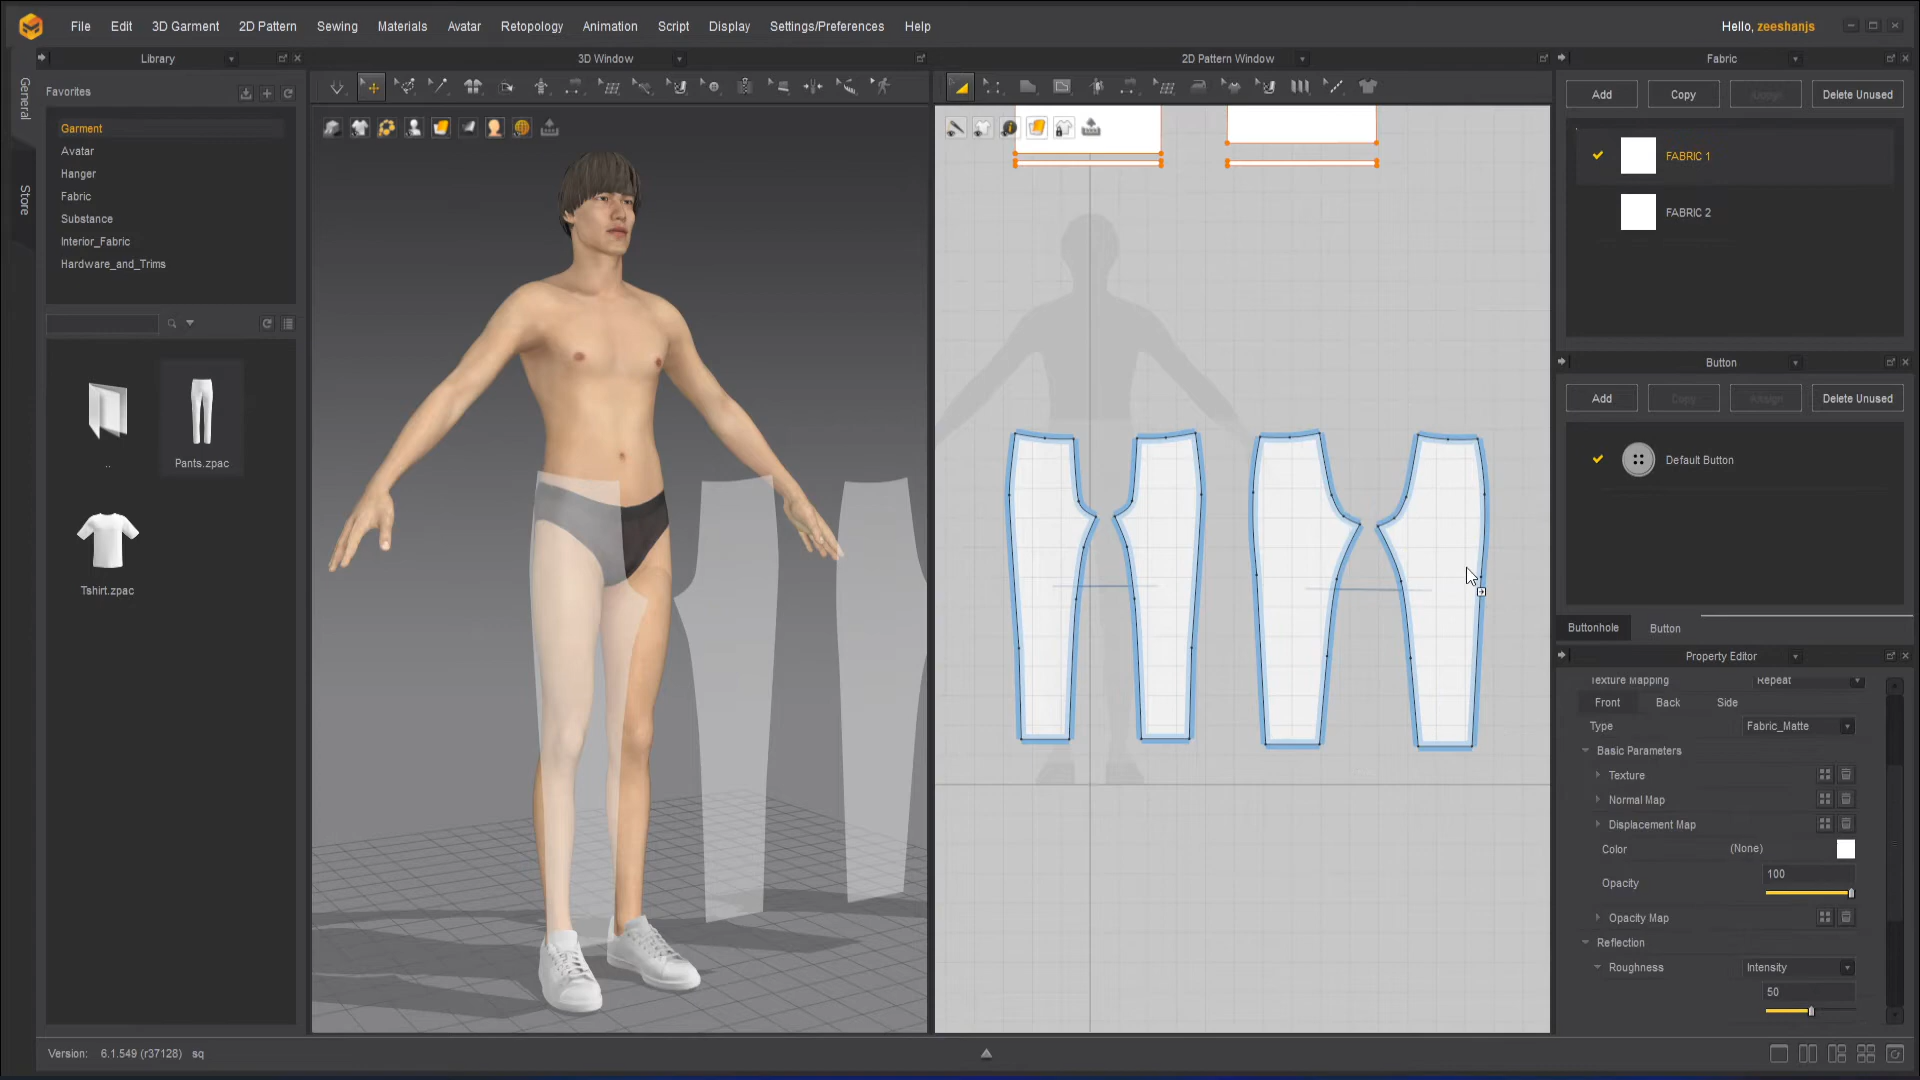 File Edit 3D Garment 2D Pattern Sewing Materials Avatar Retopology Animation Script Display Settings/Preferences Help
Hello, zeeshanjs
Library
3D Window
2D Pattern Window
Fabric
General
Store
Favorites
Garment
Avatar
Hanger
Fabric
Substance
Interior_Fabric
Hardware_and_Trims
..
Pants.zpac
Tshirt.zpac
Add Copy Assign Delete Unused
FABRIC 1
FABRIC 2
Button
Add Copy Assign Delete Unused
Default Button
Buttonhole Button
Property Editor
Texture Mapping Repeat
Front Back Side
Type Fabric_Matte
Basic Parameters
Texture
Normal Map
Displacement Map
Color (None)
Opacity 100
Opacity Map
Reflection
Roughness Intensity
50
Version: 6.1.549 (r37128) sq